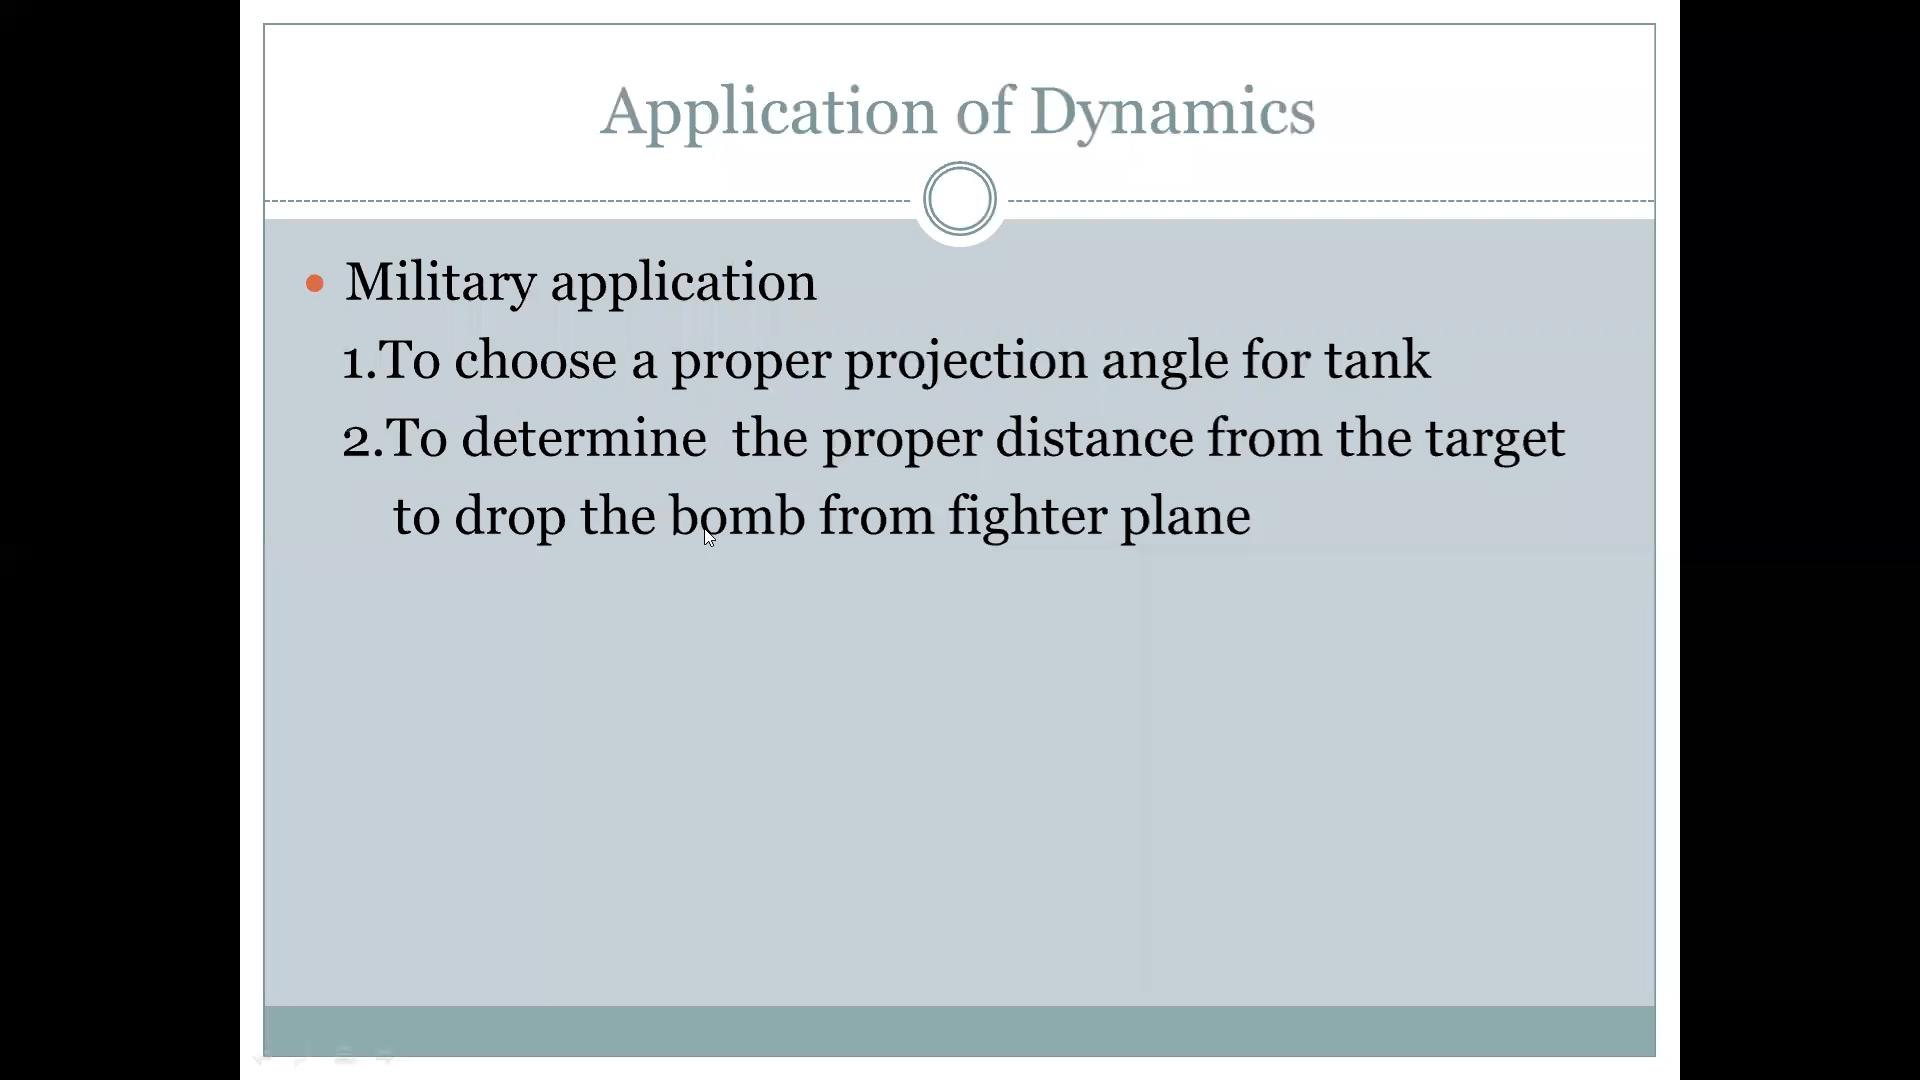 Application of Dynamics
• Military application
1.To choose a proper projection angle for tank
2.To determine  the proper distance from the target
to drop the bomb from fighter plane